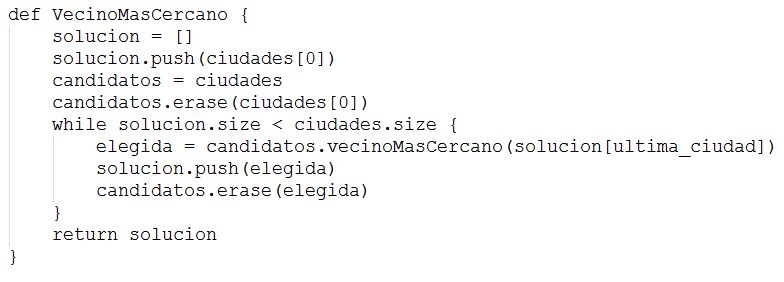 def VecinoMasCercano {
    solucion = []
    solucion.push(ciudades[0])
    candidatos = ciudades
    candidatos.erase(ciudades[0])
    while solucion.size < ciudades.size {
        elegida = candidatos.vecinoMasCercano(solucion[ultima_ciudad])
        solucion.push(elegida)
        candidatos.erase(elegida)
    }
    return solucion
}